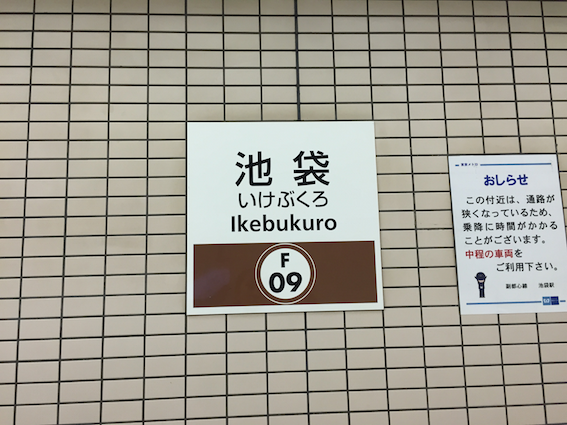 池袋
いけぶくろ
Ikebukuro
F
09
おしらせ
この付近は、通路が
狭くなっているため、
乗降に時間がかかる
ことがございます。
中程の車両を
ご利用下さい。
副都心線 池袋駅